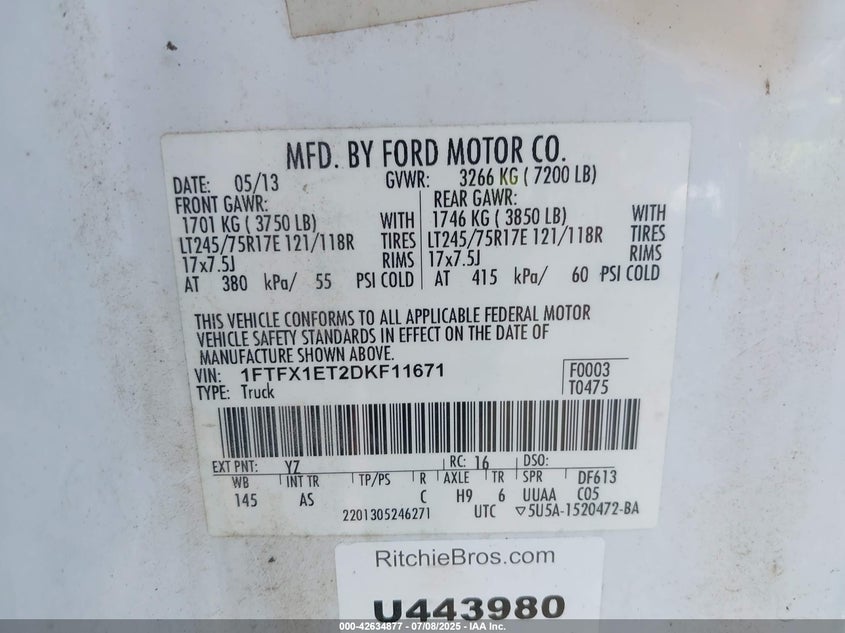 MFD. BY FORD MOTOR CO.
DATE: 05/13 GVWR: 3266 KG ( 7200 LB)
FRONT GAWR: REAR GAWR:
1701 KG ( 3750 LB) WITH 1746 KG ( 3850 LB) WITH
LT245/75R17E 121/118R TIRES LT245/75R17E 121/118R TIRES
17x7.5J RIMS 17x7.5J RIMS
AT 380 kPa/ 55 PSI COLD AT 415 kPa/ 60 PSI COLD
THIS VEHICLE CONFORMS TO ALL APPLICABLE FEDERAL MOTOR
VEHICLE SAFETY STANDARDS IN EFFECT ON THE DATE OF
MANUFACTURE SHOWN ABOVE.
VIN: 1FTFX1ET2DKF11671 F0003
TYPE: Truck T0475
EXT PNT: YZ RC: 16 DSO:
WB INT TR TP/PS R AXLE TR SPR DF613
145 AS C H9 6 UUAA C05
2201305246271 UTC ▽5U5A-1520472-BA
RitchieBros.com
U443980
000-42634877 - 07/08/2025 - IAA Inc.